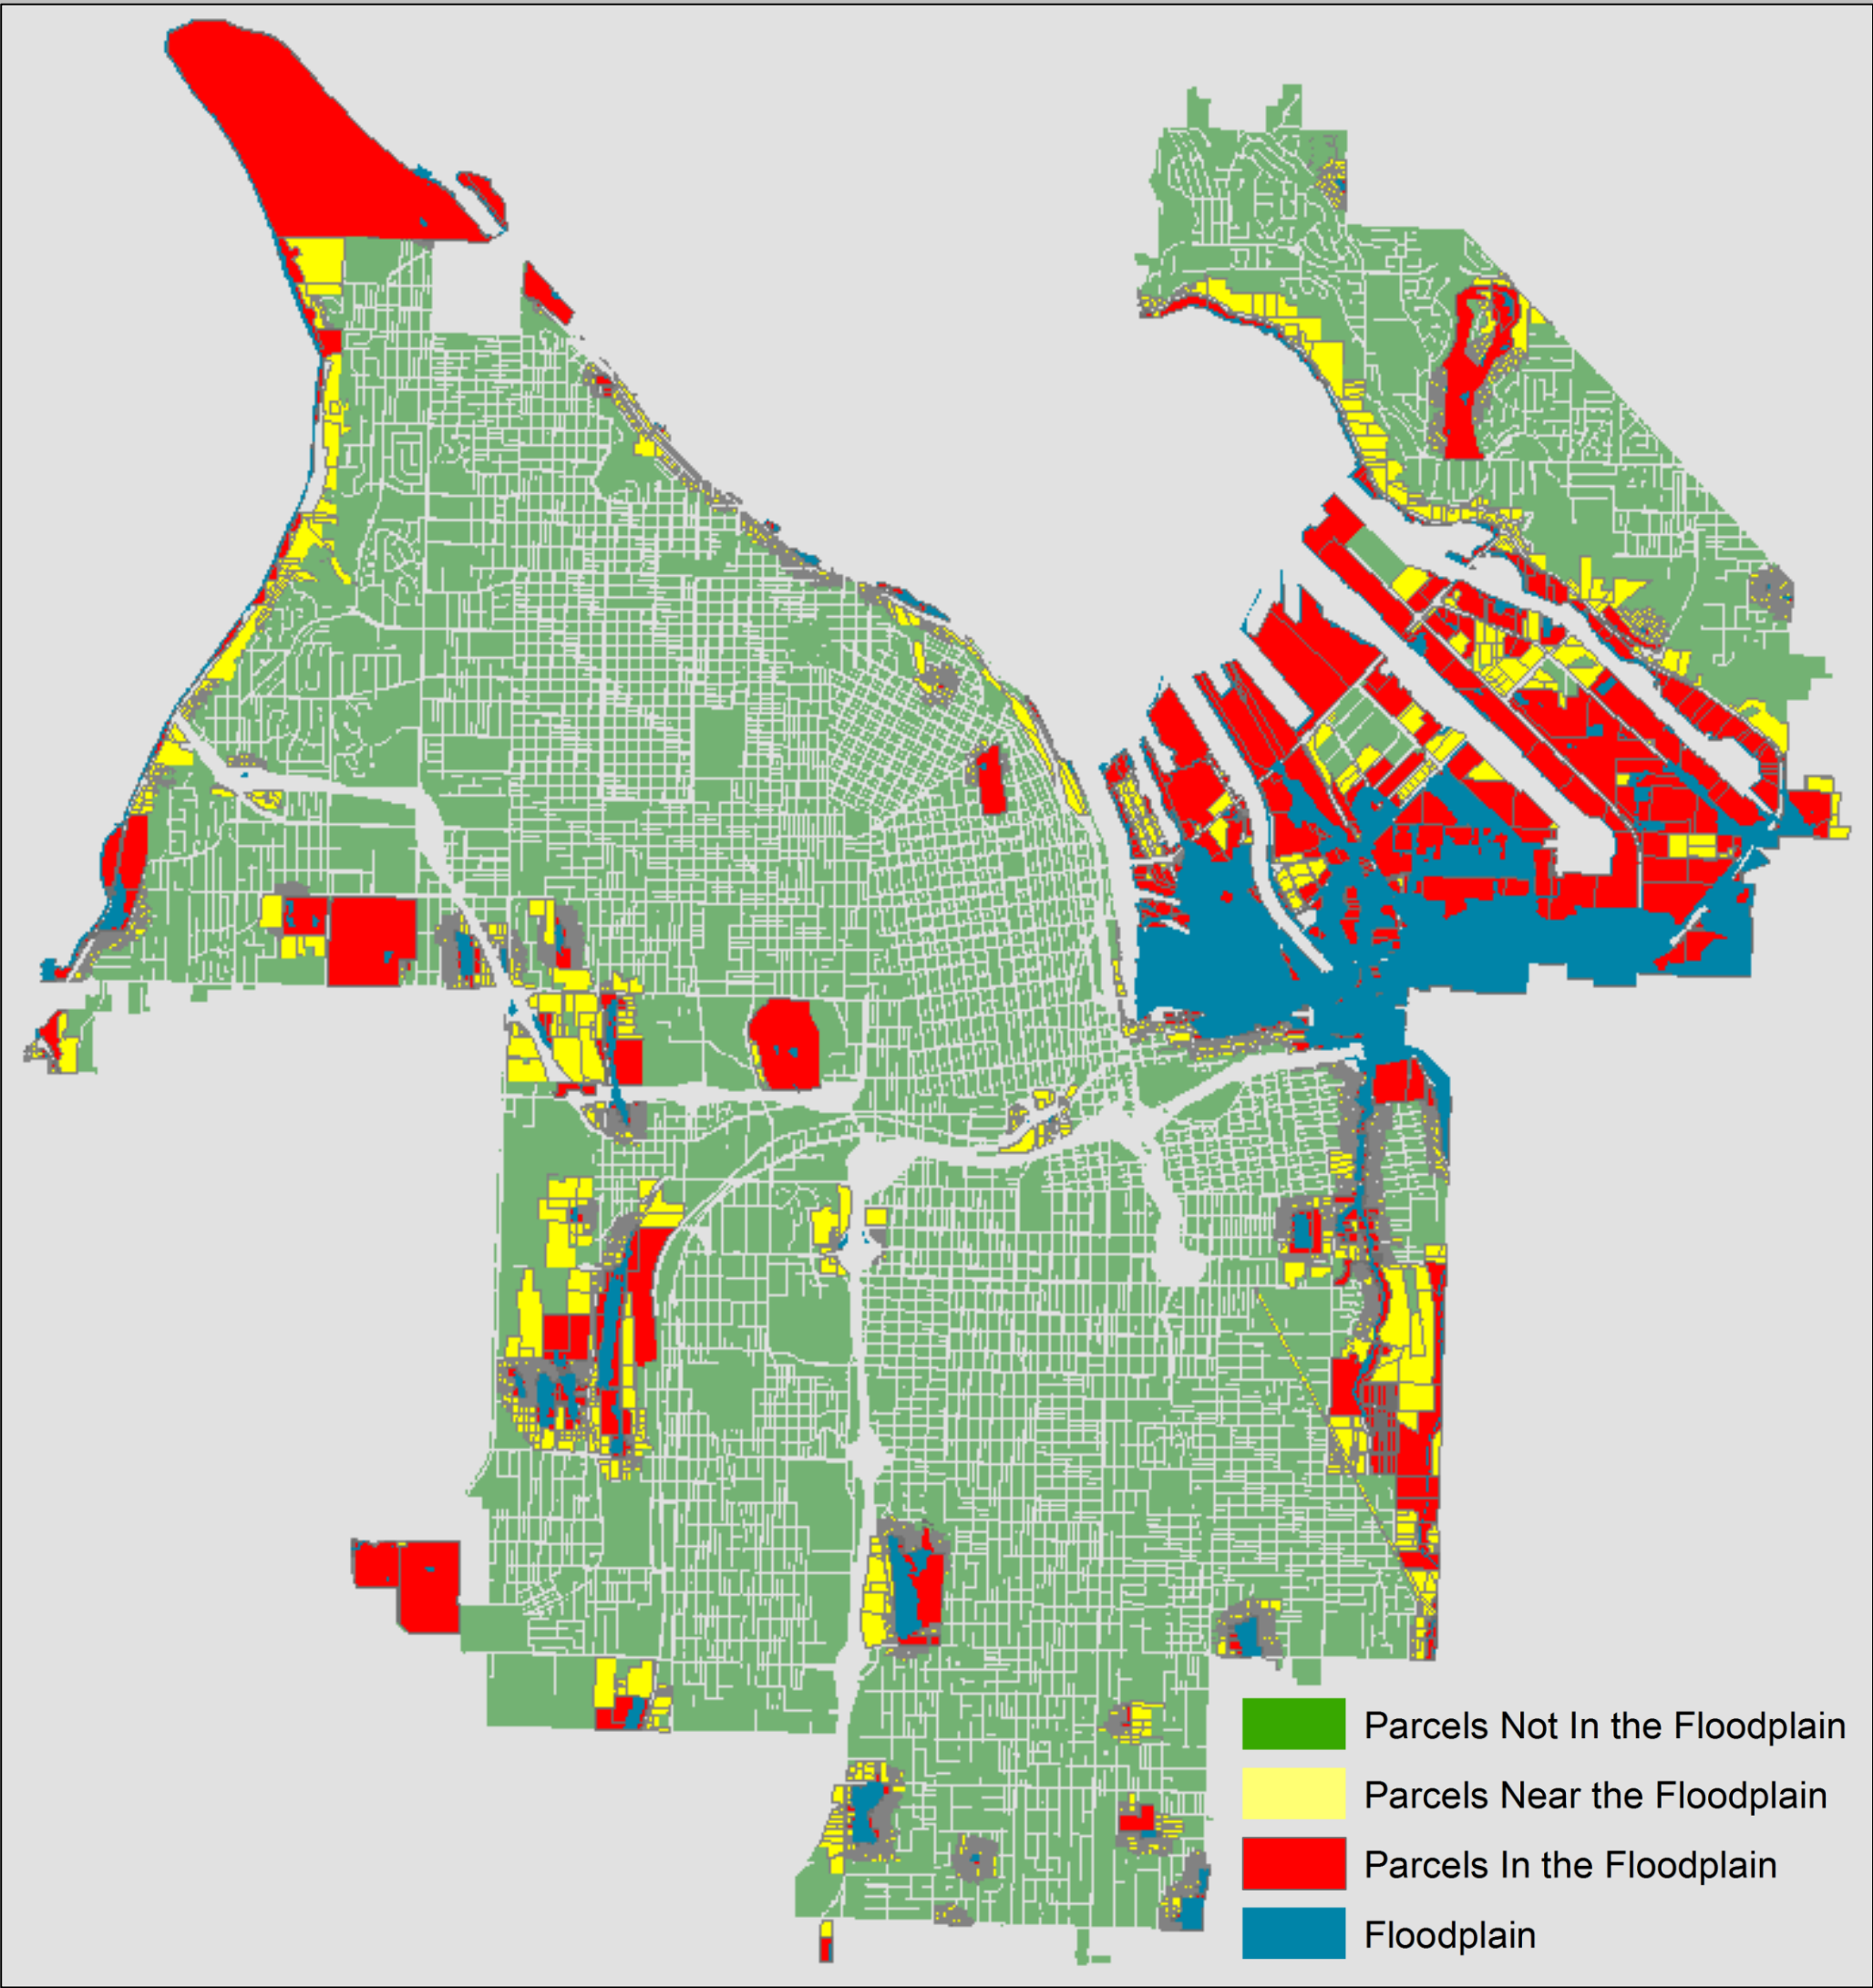 Parcels Not In the Floodplain
Parcels Near the Floodplain
Parcels In the Floodplain
Floodplain